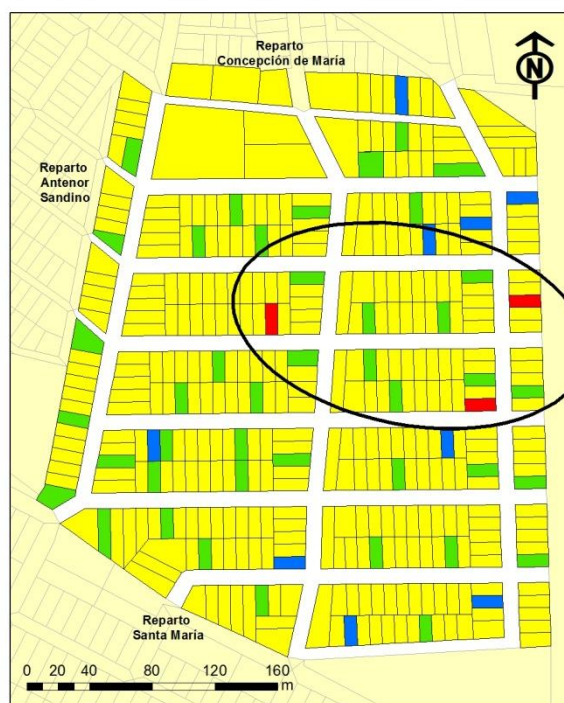 Reparto
Concepción de María
N
Reparto
Antenor
Sandino
Reparto
Santa María
0 20 40 80 120 160
m